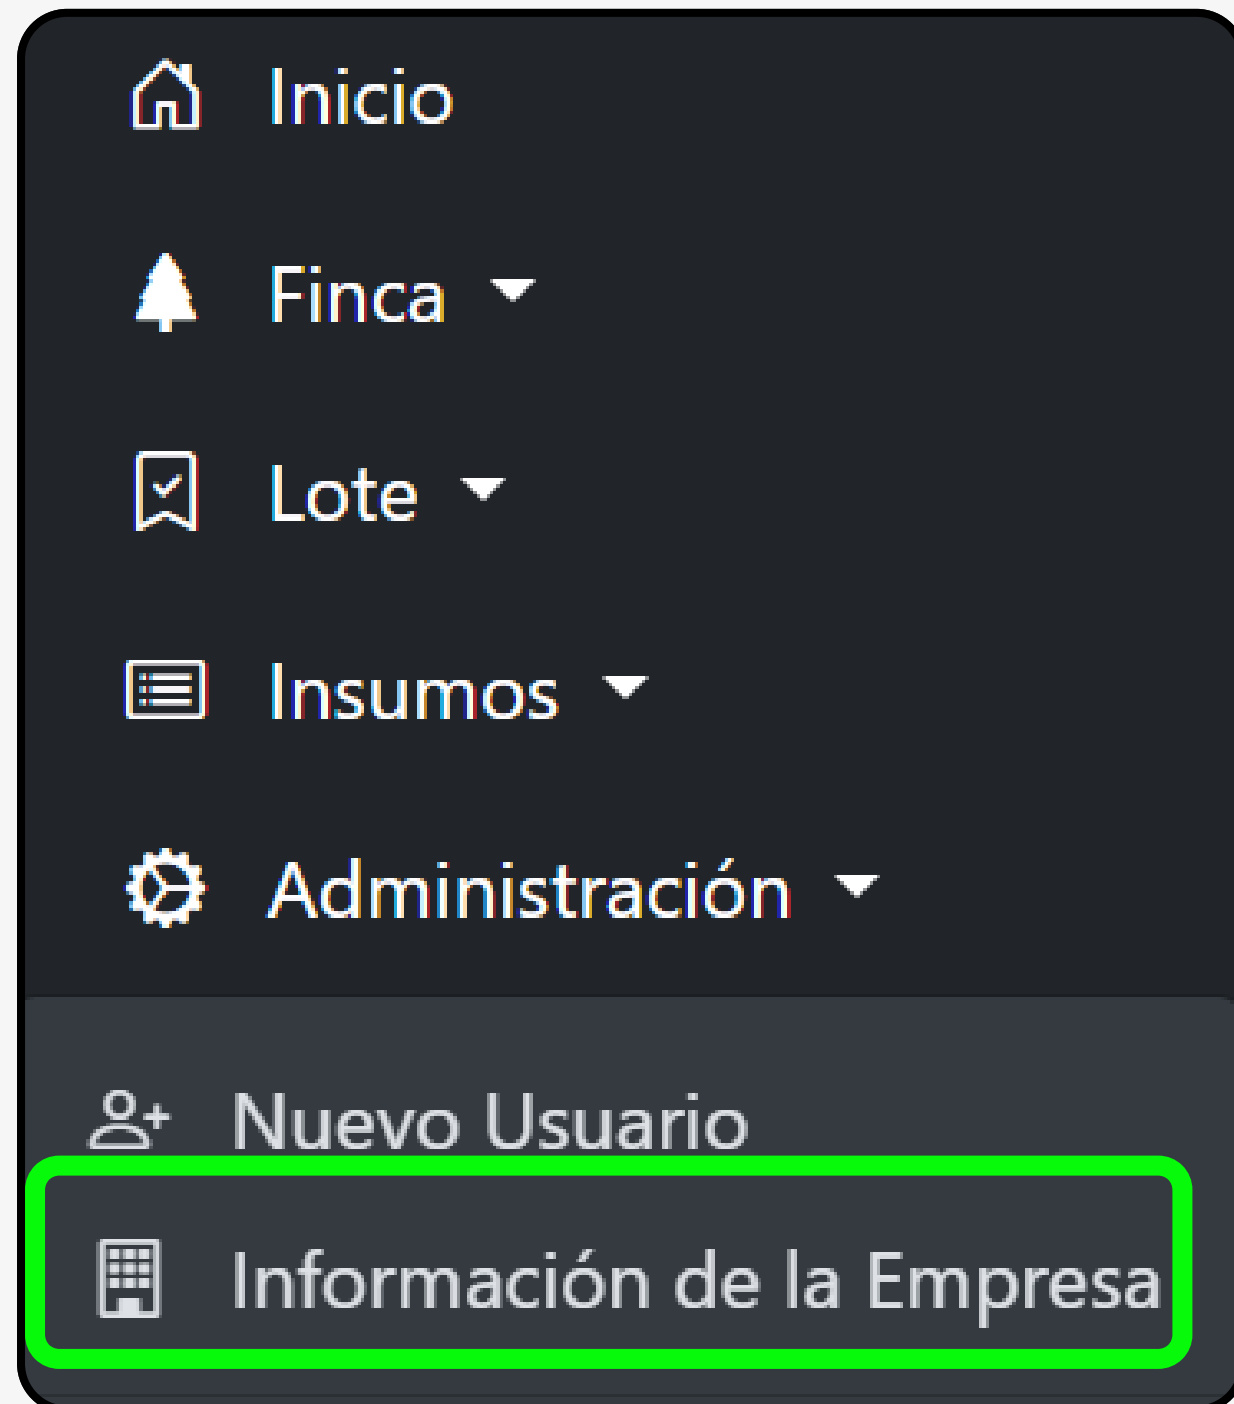 Inicio
Finca
Lote
Insumos
Administración
Nuevo Usuario
Información de la Empresa